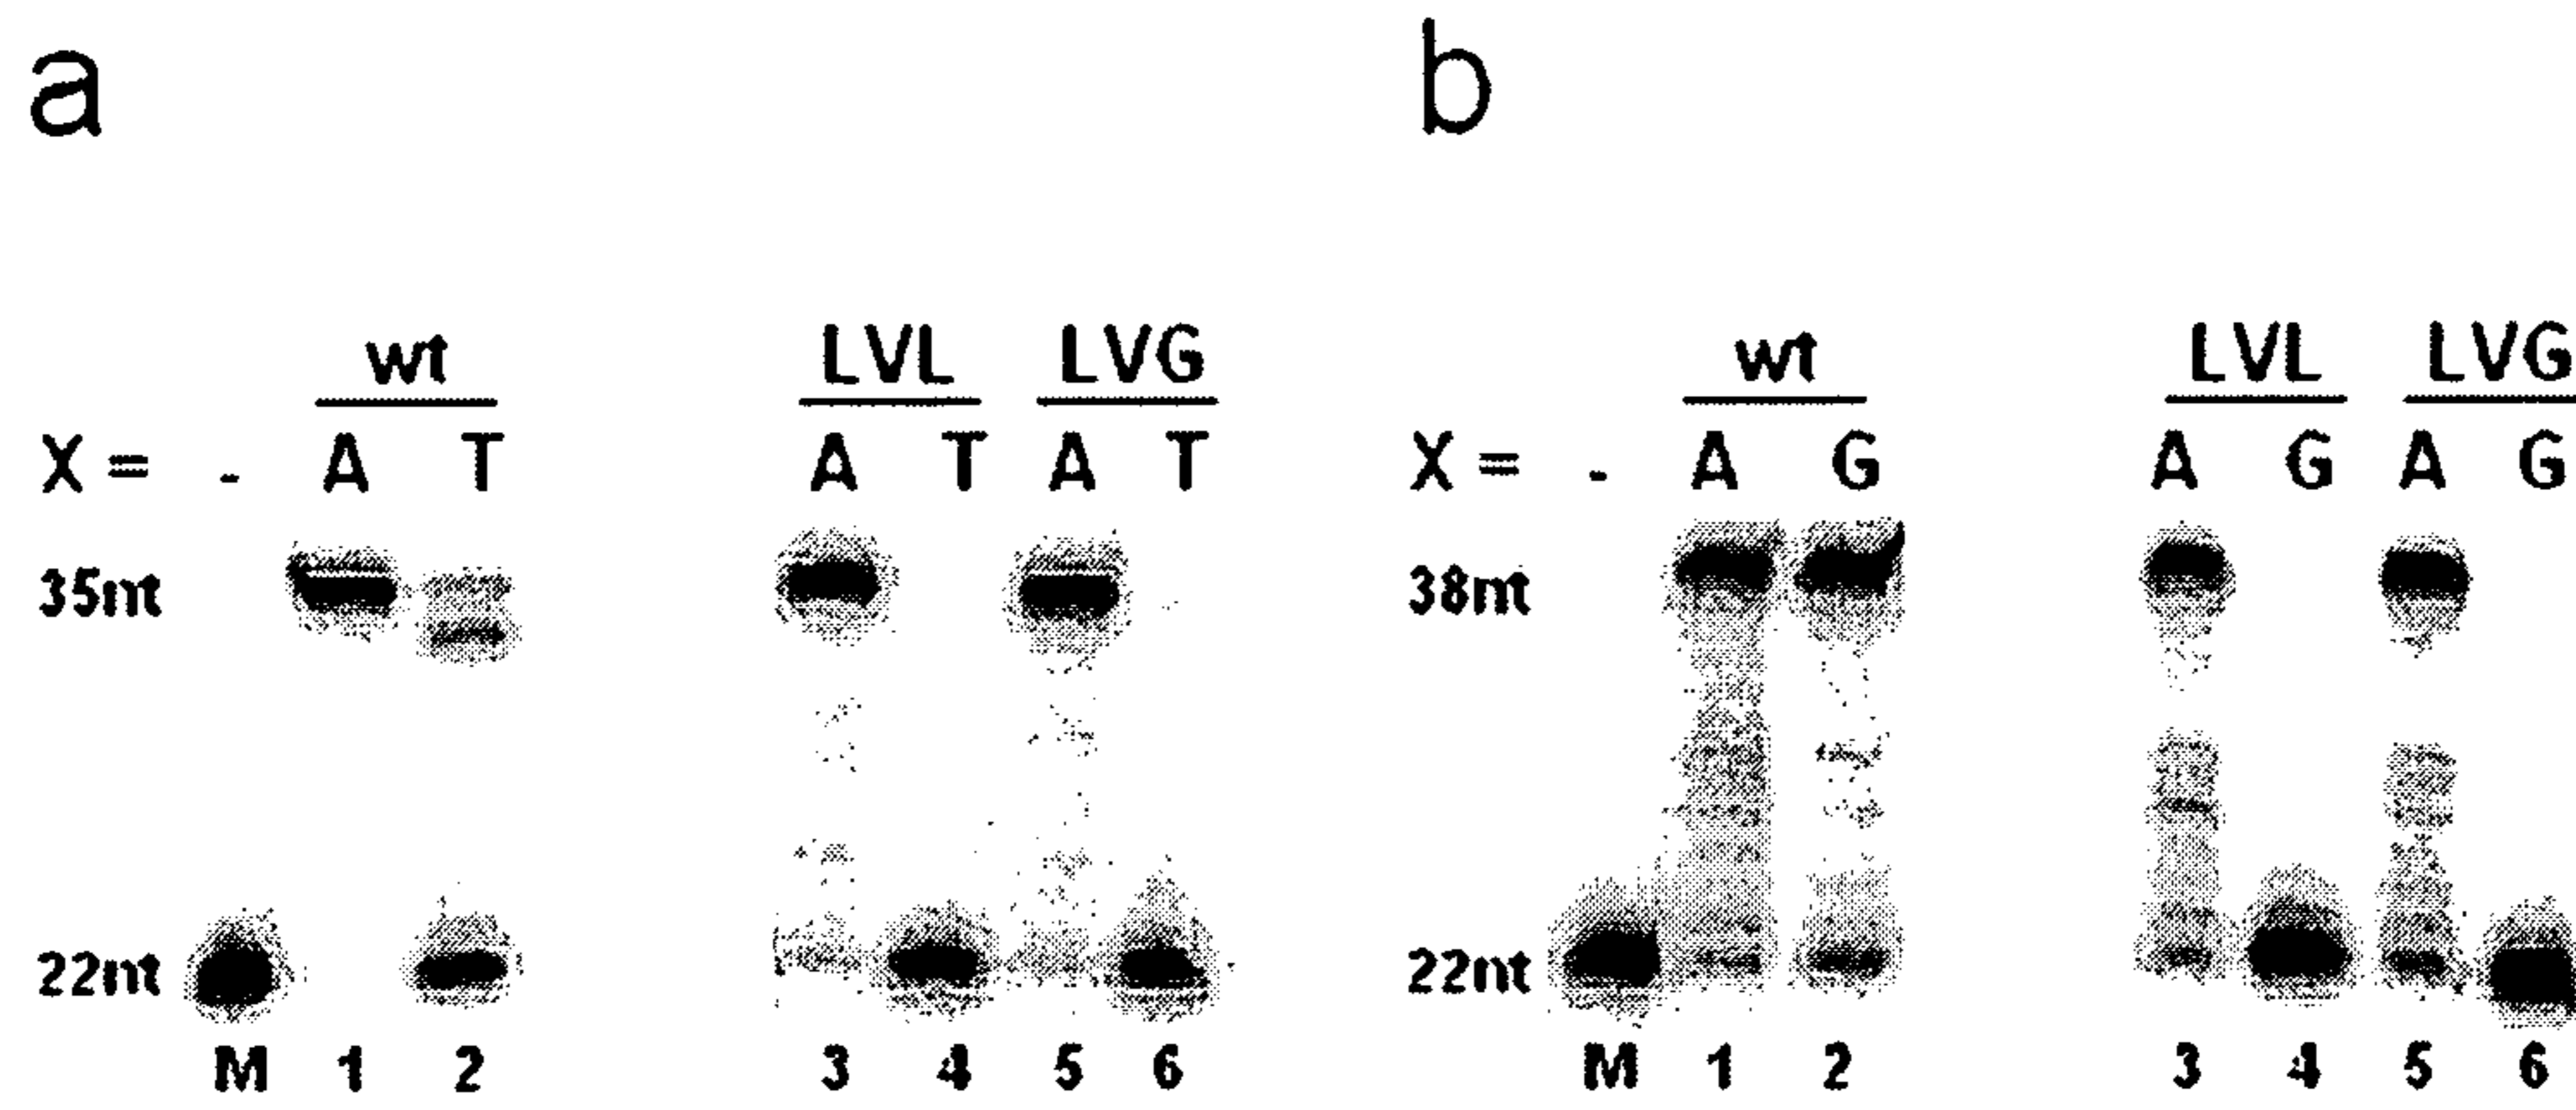 a
wt LVL LVG
X = - A T A T A T
35nt
22nt
M 1 2 3 4 5 6
b
wt LVL LVG
X = - A G A G A G
38nt
22nt
M 1 2 3 4 5 6